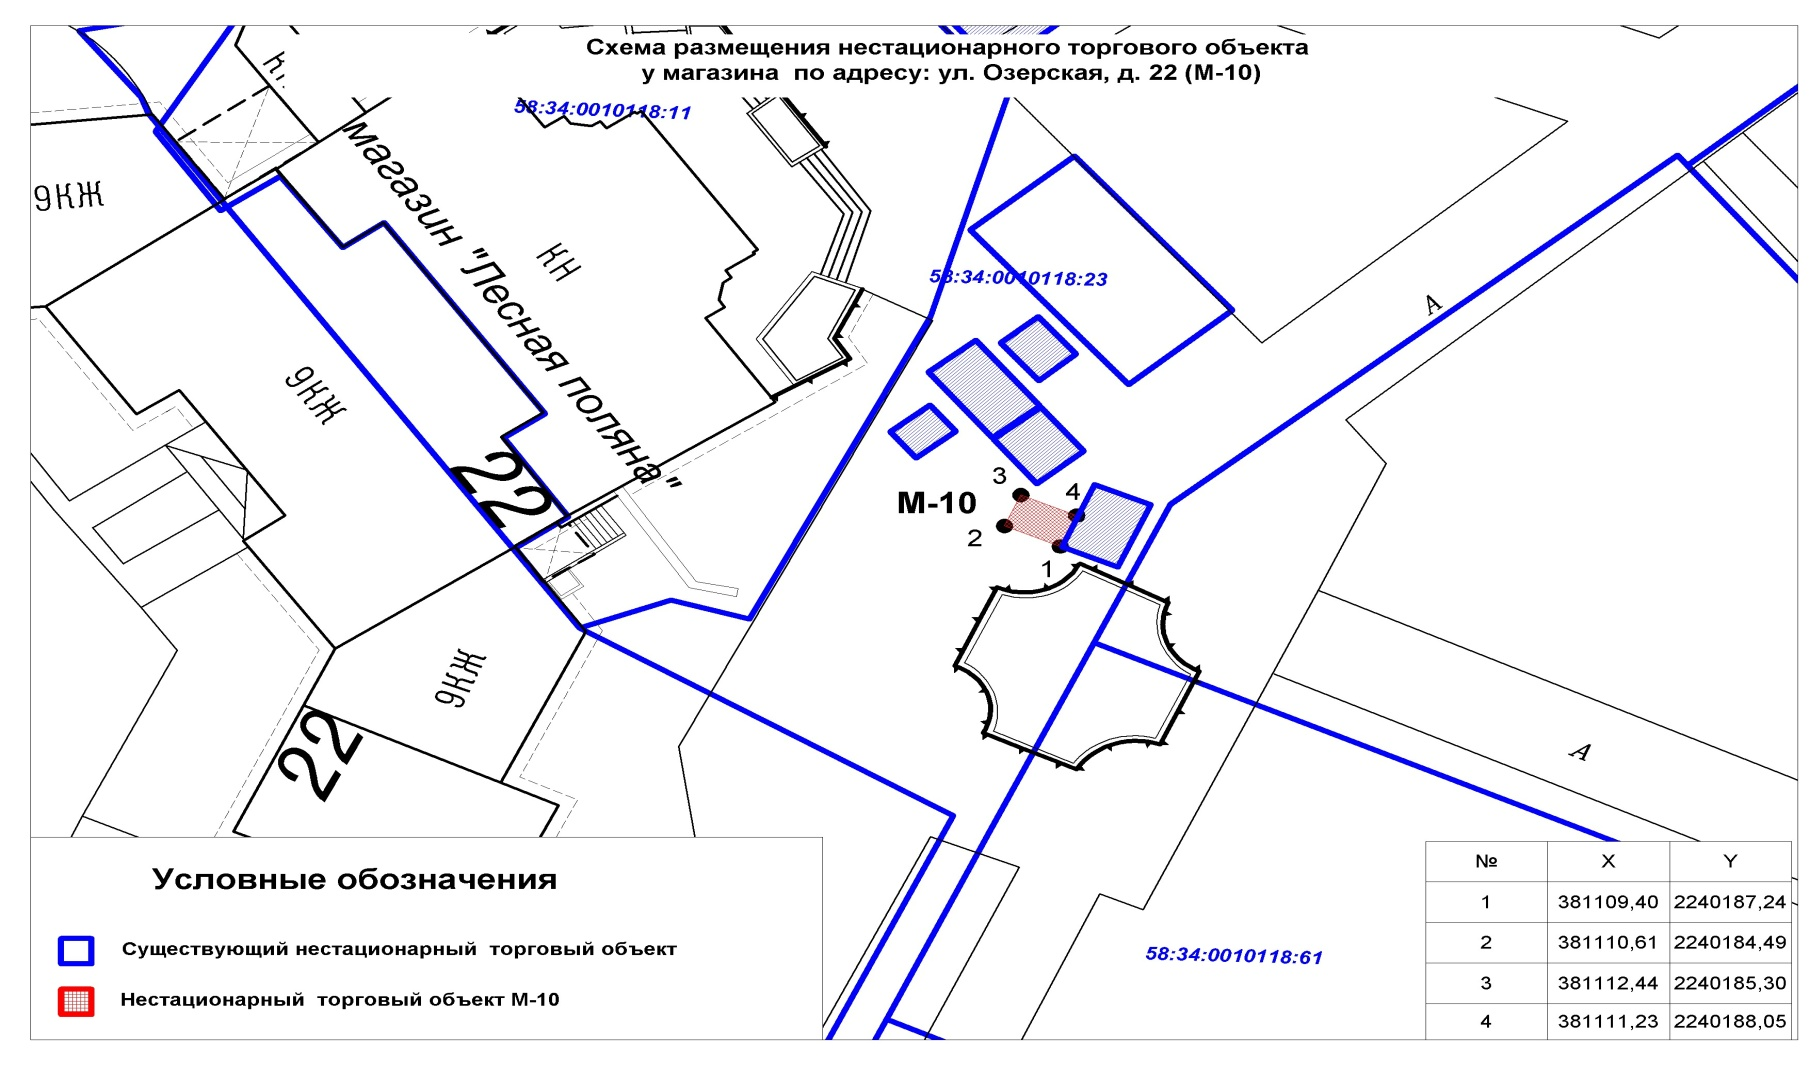 Схема размещения нестационарного торгового объекта
у магазина по адресу: ул. Озерская, д. 22 (М-10)
58:34:0010118:11
9КЖ
магазин "Лесная поляна"
КН
58:34:0010118:23
А
9КЖ
22
3
4
М-10
2
1
9КЖ
22
А
58:34:0010118:61
Условные обозначения
Существующий нестационарный торговый объект
Нестационарный торговый объект М-10
№ X Y
1 381109,40 2240187,24
2 381110,61 2240184,49
3 381112,44 2240185,30
4 381111,23 2240188,05